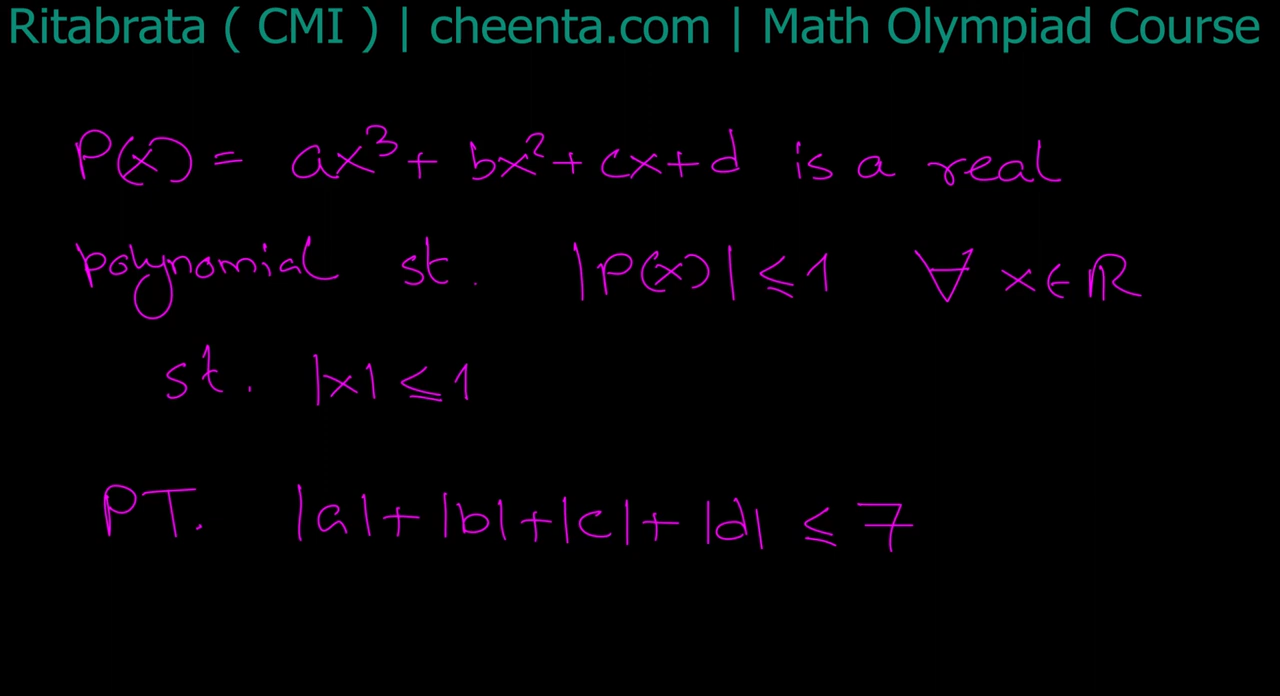 Ritabrata ( CMI ) | cheenta.com | Math Olympiad Course
P(x) = ax³ + bx² + cx + d is a real
polynomial st. |P(x)| ≤ 1 ∀ x ∈ ℝ
st. |x| ≤ 1
PT. |a| + |b| + |c| + |d| ≤ 7